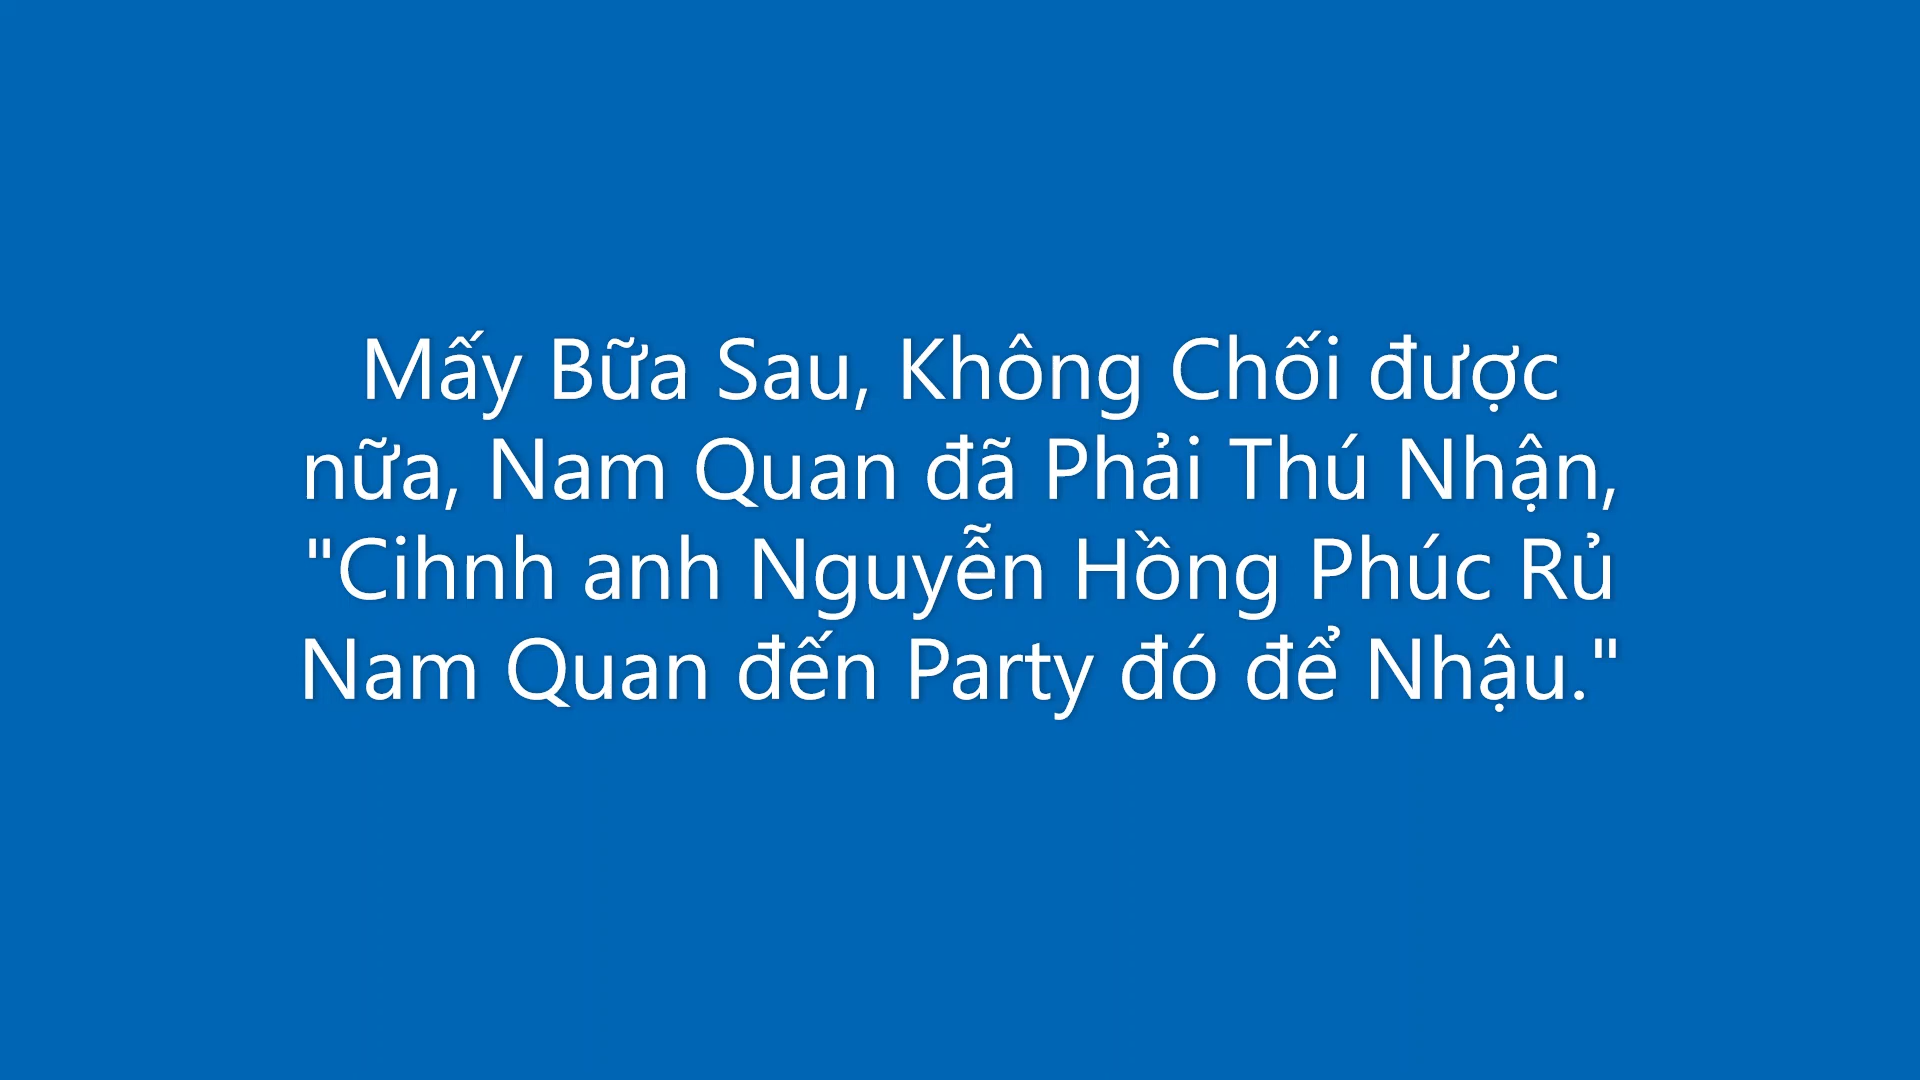 Mấy Bữa Sau, Không Chối được
nữa, Nam Quan đã Phải Thú Nhận,
"Cihnh anh Nguyễn Hồng Phúc Rủ
Nam Quan đến Party đó để Nhậu."